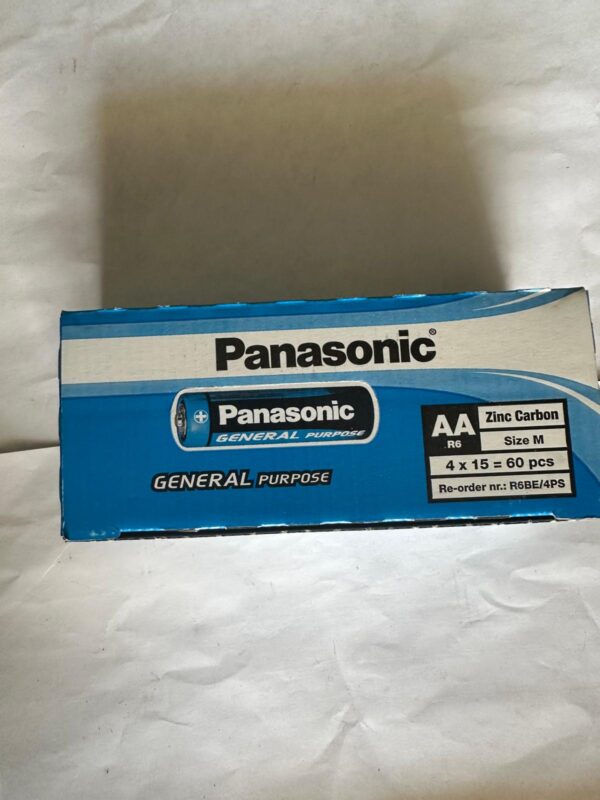 Panasonic®
Panasonic
GENERAL PURPOSE
GENERAL PURPOSE
AA
R6
Zinc Carbon
Size M
4 x 15 = 60 pcs
Re-order nr.: R6BE/4PS